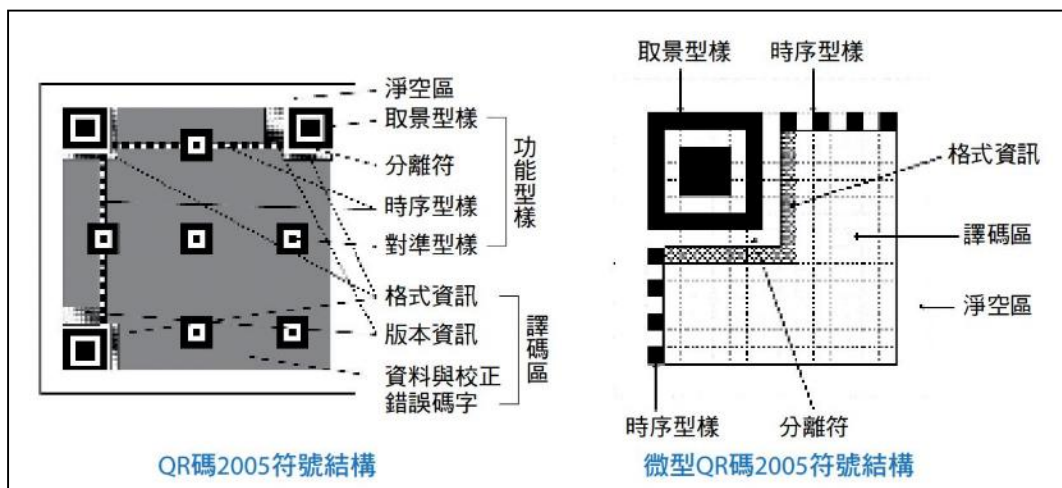 淨空區
取景型樣
分離符
時序型樣
對準型樣
功能型樣
格式資訊
版本資訊
資料與校正
錯誤碼字
譯碼區
QR碼2005符號結構
取景型樣
時序型樣
格式資訊
譯碼區
淨空區
時序型樣
分離符
微型QR碼2005符號結構